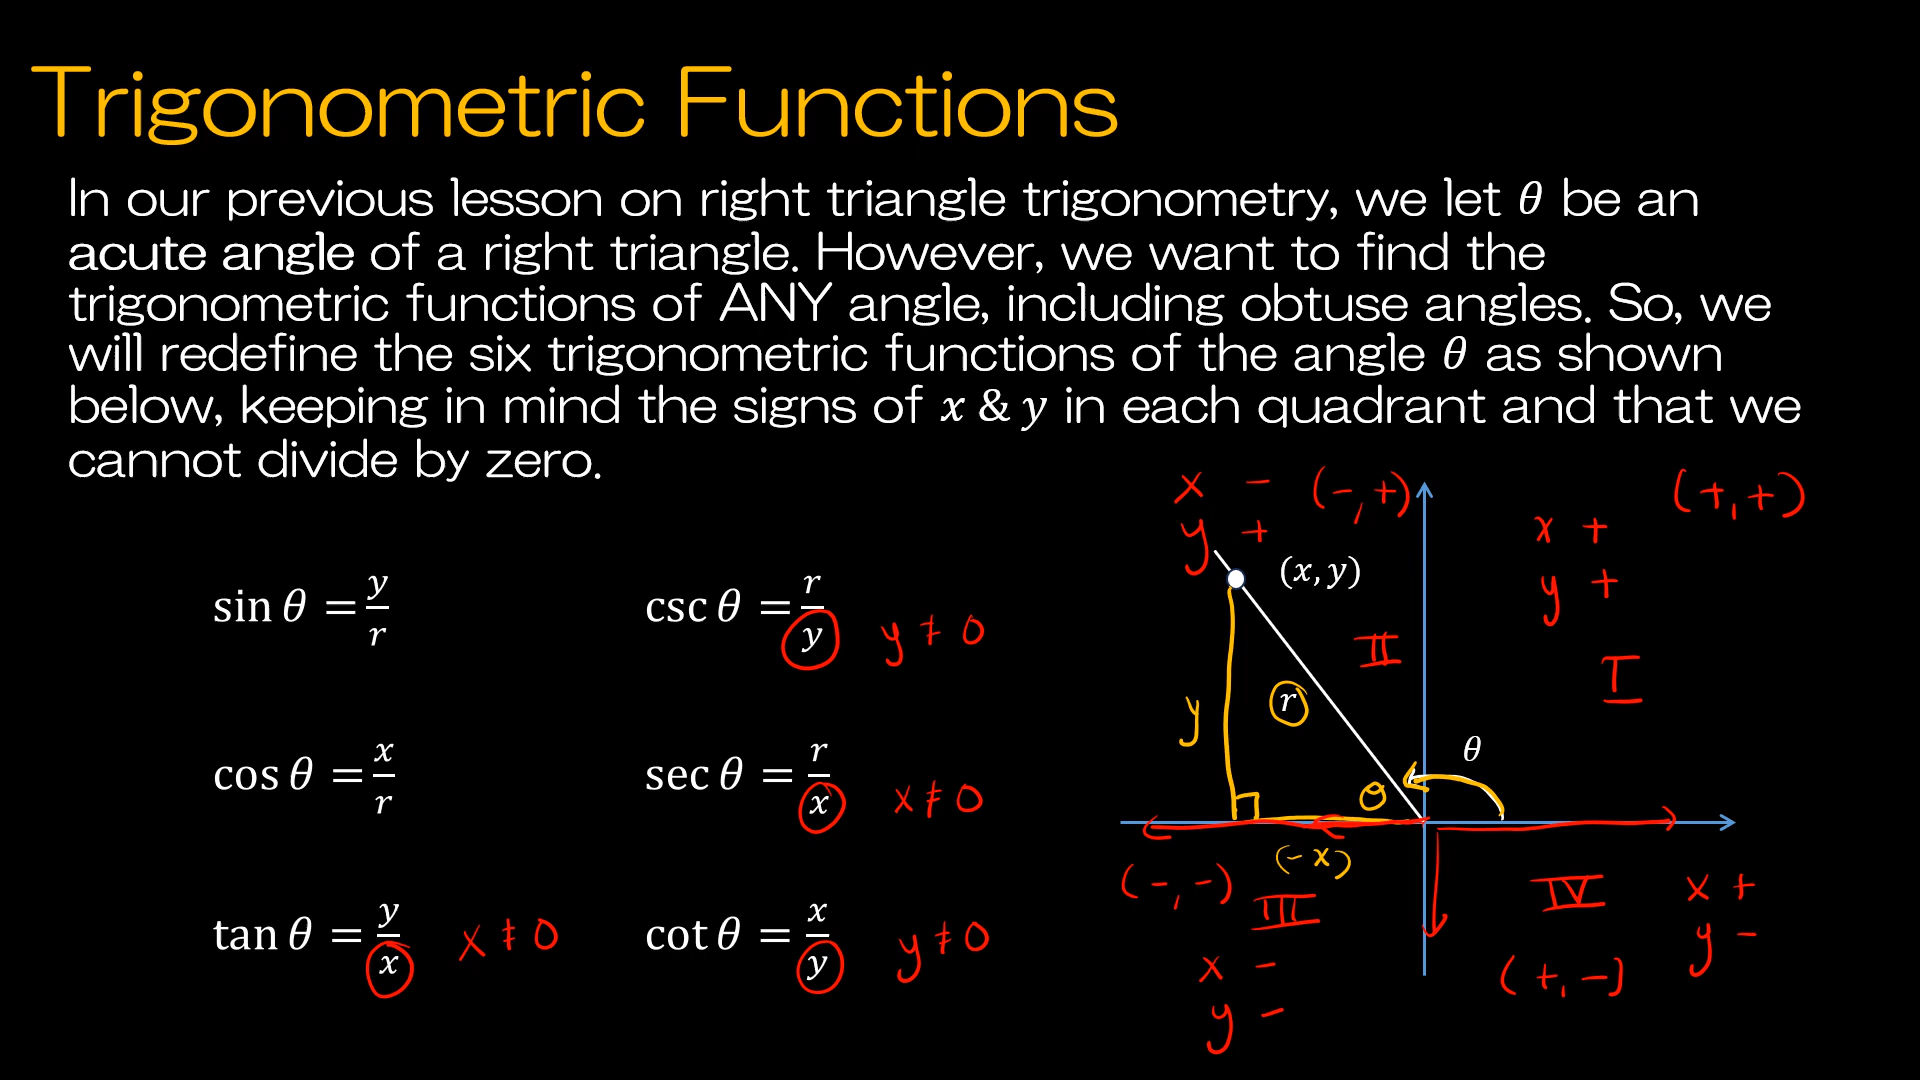 Trigonometric Functions
In our previous lesson on right triangle trigonometry, we let θ be an
acute angle of a right triangle. However, we want to find the
trigonometric functions of ANY angle, including obtuse angles. So, we
will redefine the six trigonometric functions of the angle θ as shown
below, keeping in mind the signs of x & y in each quadrant and that we
cannot divide by zero.
sin θ = y/r
csc θ = r/y y ≠ 0
cos θ = x/r
sec θ = r/x x ≠ 0
tan θ = y/x x ≠ 0
cot θ = x/y y ≠ 0
x - (-,+)
y +
(x, y)
II
(+,+)
x +
y +
I
y
r
θ
θ
(-x)
(-,-)
III
x -
y -
IV
x +
y -
(+,-)